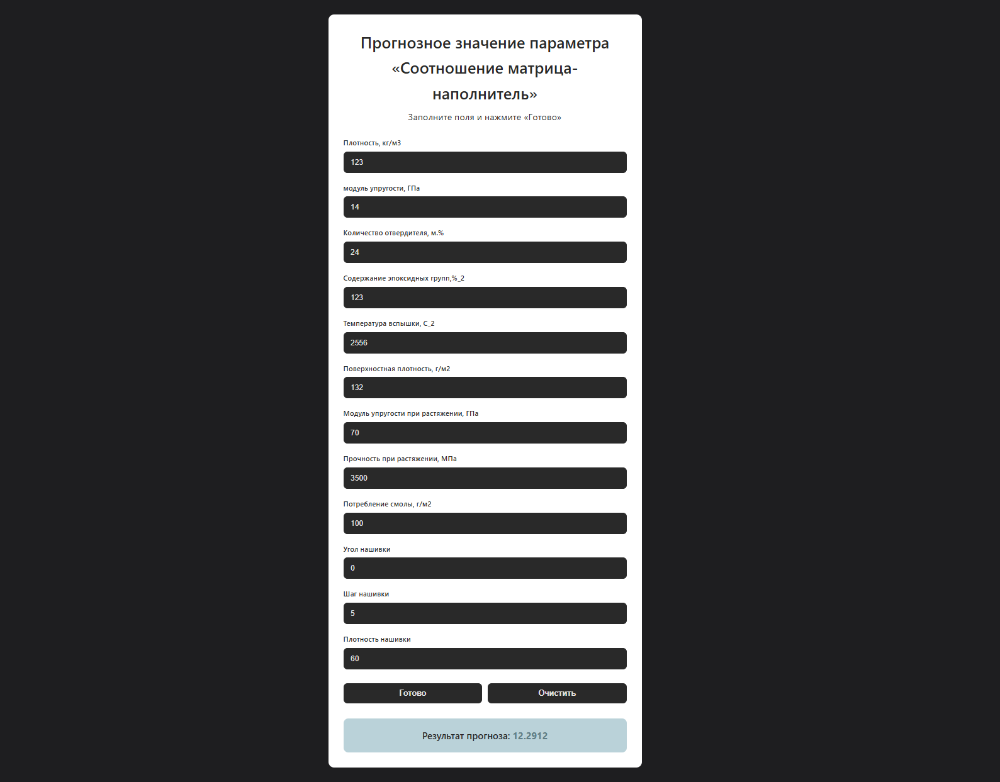 Прогнозное значение параметра
«Соотношение матрица-
наполнитель»
Заполните поля и нажмите «Готово»
Плотность, кг/м3
123
модуль упругости, ГПа
14
Количество отвердителя, м.%
24
Содержание эпоксидных групп,%_2
123
Температура вспышки, С_2
2556
Поверхностная плотность, г/м2
132
Модуль упругости при растяжении, ГПа
70
Прочность при растяжении, МПа
3500
Потребление смолы, г/м2
100
Угол нашивки
0
Шаг нашивки
5
Плотность нашивки
60
Готово Очистить
Результат прогноза: 12.2912